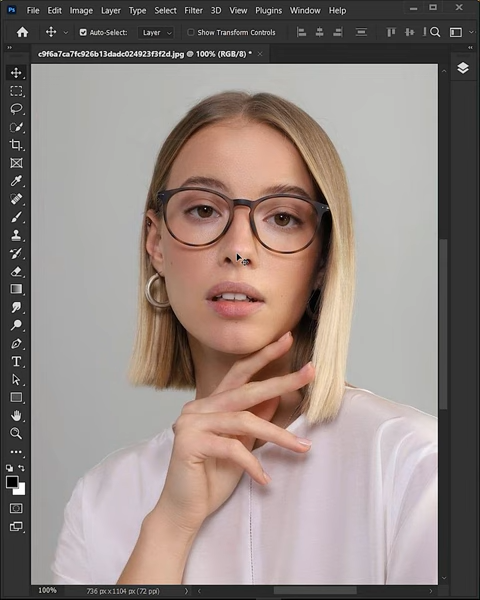 Ps File Edit Image Layer Type Select Filter 3D View Plugins Window Help
Auto-Select: Layer Show Transform Controls
c9f6a7ca7fc926b13dadc024923f3f2d.jpg @ 100% (RGB/8) *
T
100% 736 px x 1104 px (72 ppi)